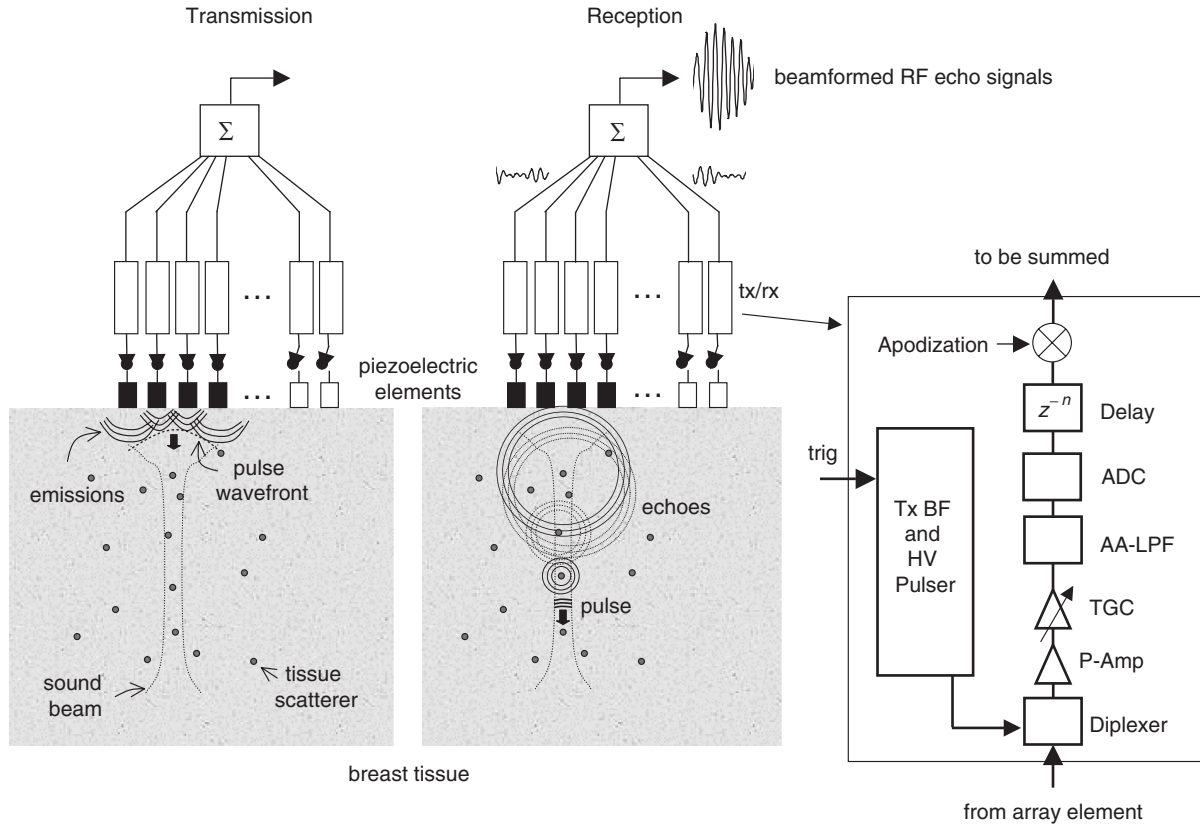 Transmission
Σ
...
emissions
pulse
wavefront
sound
beam
tissue
scatterer
piezoelectric
elements
breast tissue
Reception
beamformed RF echo signals
Σ
...
tx/rx
echoes
pulse
to be summed
Apodization
z⁻ⁿ
Delay
ADC
AA-LPF
TGC
P-Amp
Diplexer
trig
Tx BF
and
HV
Pulser
from array element